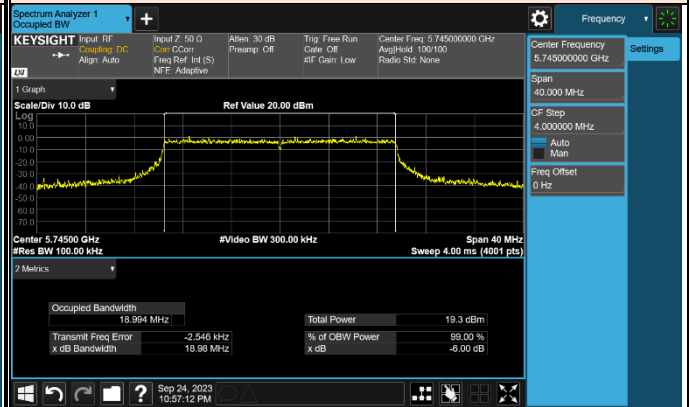 Spectrum Analyzer 1
Occupied BW
+
Frequency
KEYSIGHT
LXI
Input: RF
Coupling: DC
Align: Auto
Input Z: 50 Ω
Corr CCorr
Freq Ref: Int (S)
NFE: Adaptive
Atten: 30 dB
Preamp: Off
Trig: Free Run
Gate: Off
#IF Gain: Low
Center Freq: 5.745000000 GHz
Avg|Hold: 100/100
Radio Std: None
Center Frequency
5.745000000 GHz
Settings
Span
40.000 MHz
CF Step
4.000000 MHz
Auto
Man
Freq Offset
0 Hz
1 Graph
Scale/Div 10.0 dB
Ref Value 20.00 dBm
Log
10.0
0.00
-10.0
-20.0
-30.0
-40.0
-50.0
-60.0
-70.0
Center 5.74500 GHz
#Video BW 300.00 kHz
Span 40 MHz
#Res BW 100.00 kHz
Sweep 4.00 ms (4001 pts)
2 Metrics
Occupied Bandwidth
18.994 MHz
Total Power
19.3 dBm
Transmit Freq Error
-2.546 kHz
% of OBW Power
99.00 %
x dB Bandwidth
18.98 MHz
x dB
-6.00 dB
?
Sep 24, 2023
10:57:12 PM